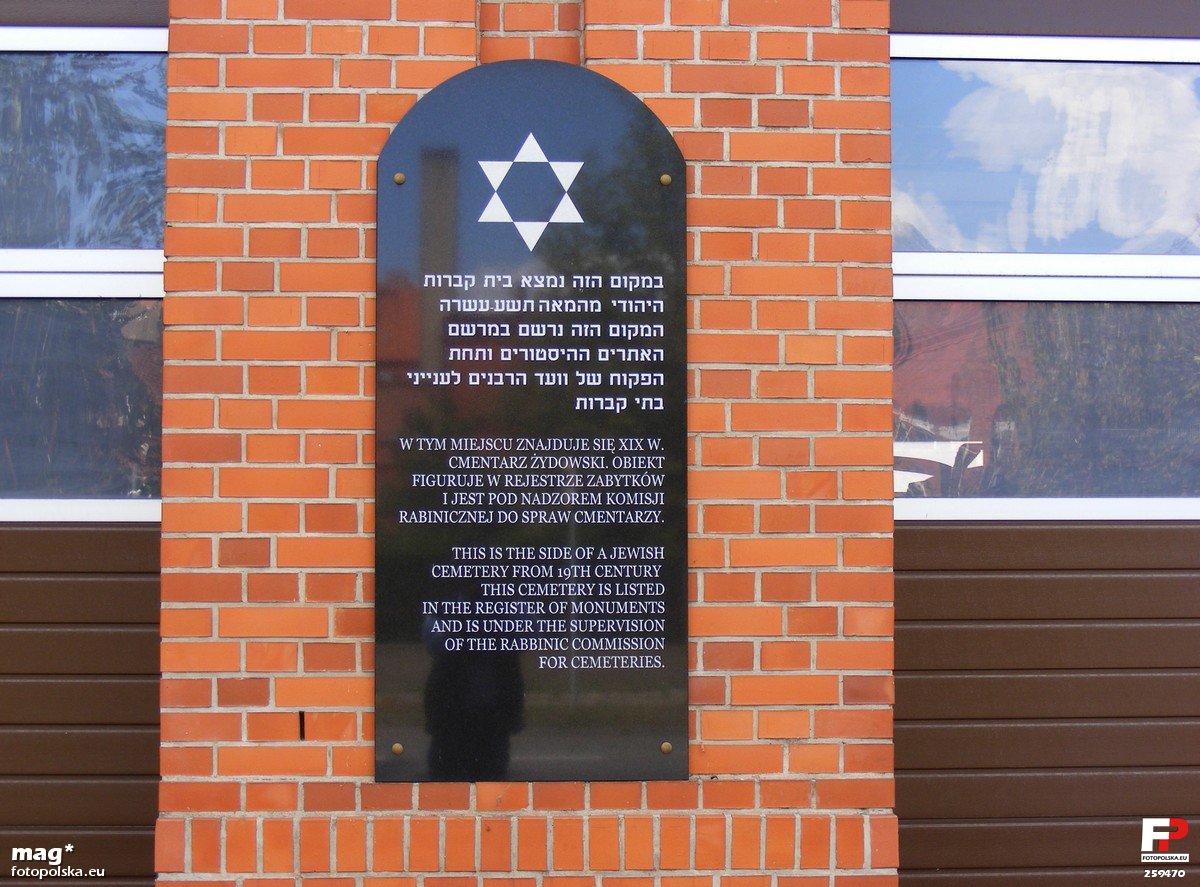 במקום הזה נמצא בית קברות
היהודי מהמאה תשע-עשרה
המקום הזה נרשם במרשם
האתרים ההיסטורים ותחת
הפקוח של וועד הרבנים לענייני
בתי קברות
W TYM MIEJSCU ZNAJDUJE SIĘ XIX W.
CMENTARZ ŻYDOWSKI. OBIEKT
FIGURUJE W REJESTRZE ZABYTKÓW
I JEST POD NADZOREM KOMISJI
RABINICZNEJ DO SPRAW CMENTARZY.
THIS IS THE SIDE OF A JEWISH
CEMETERY FROM 19TH CENTURY
THIS CEMETERY IS LISTED
IN THE REGISTER OF MONUMENTS
AND IS UNDER THE SUPERVISION
OF THE RABBINIC COMMISSION
FOR CEMETERIES.
mag*
fotopolska.eu
FP
FOTOPOLSKA.EU
259470